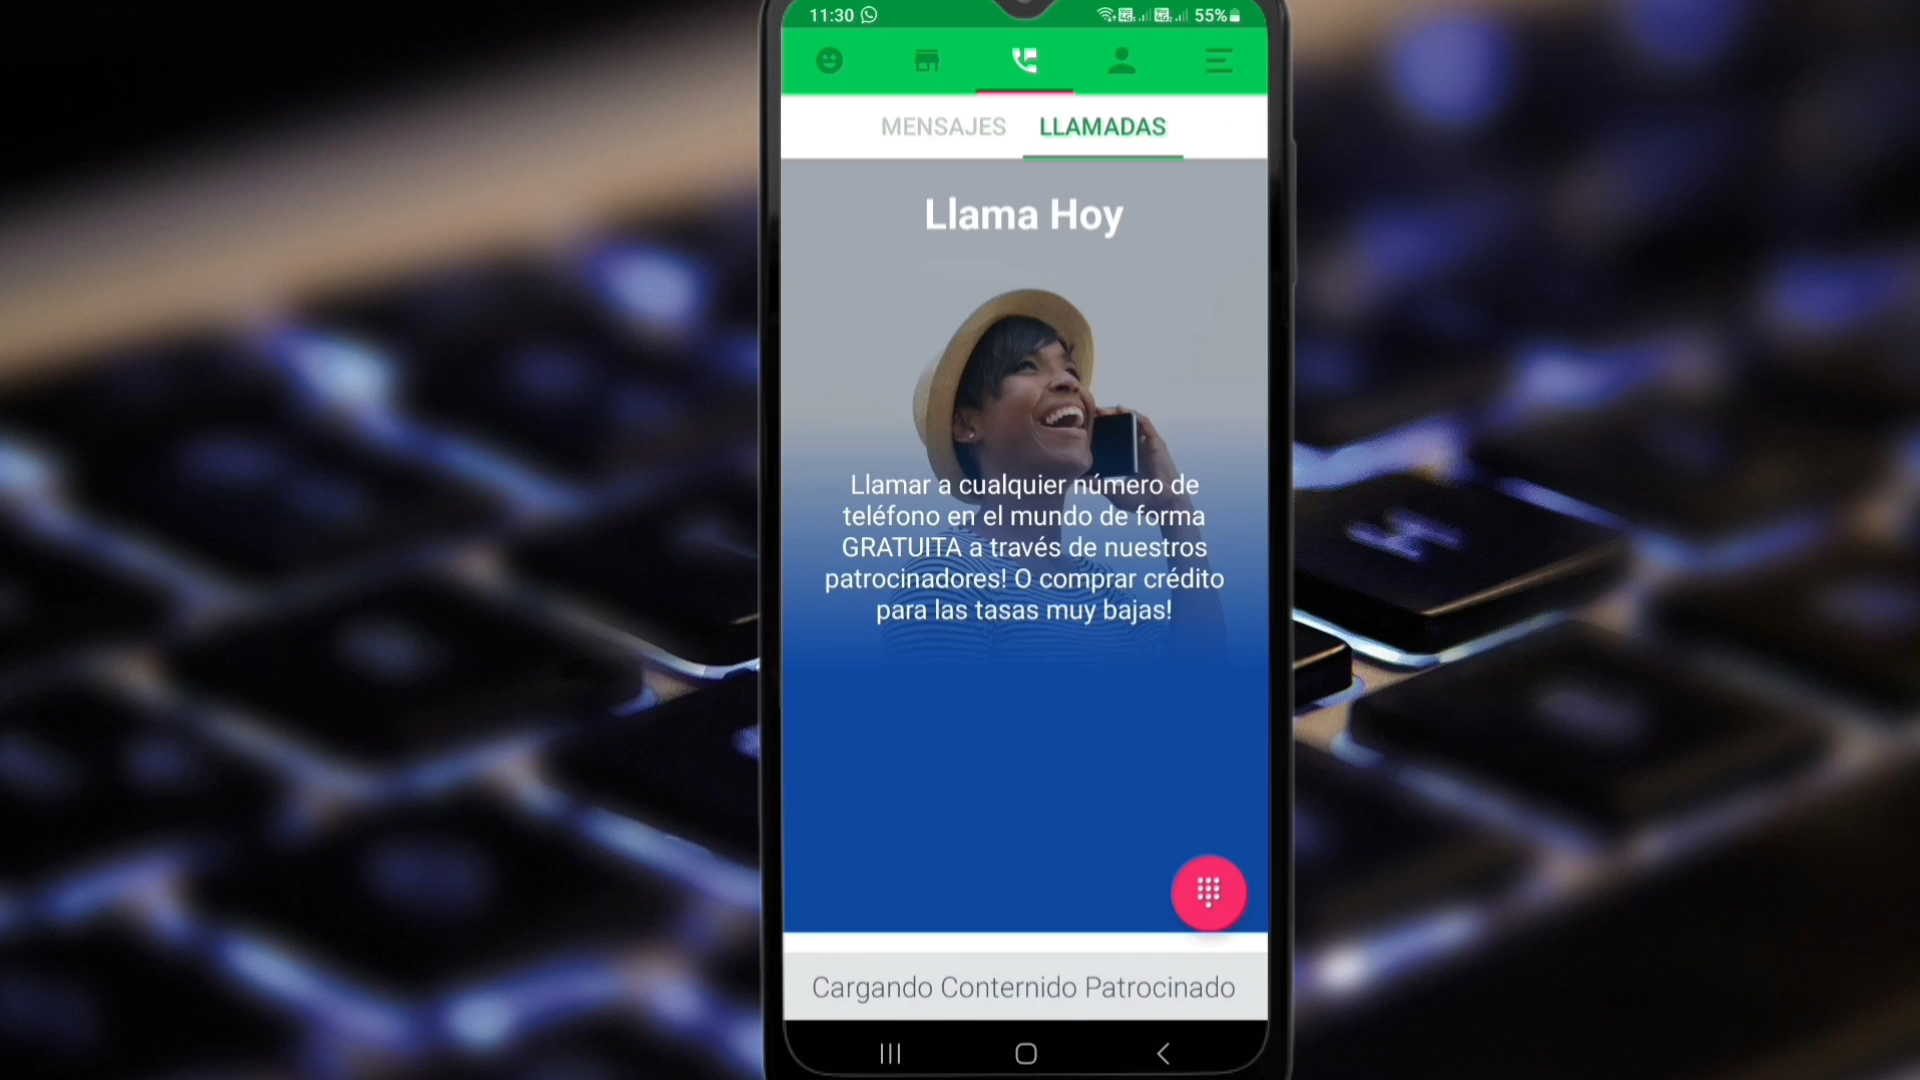 11:30
55%
MENSAJES LLAMADAS
Llama Hoy
Llamar a cualquier número de
teléfono en el mundo de forma
GRATUITA a través de nuestros
patrocinadores! O comprar crédito
para las tasas muy bajas!
Cargando Conternido Patrocinado